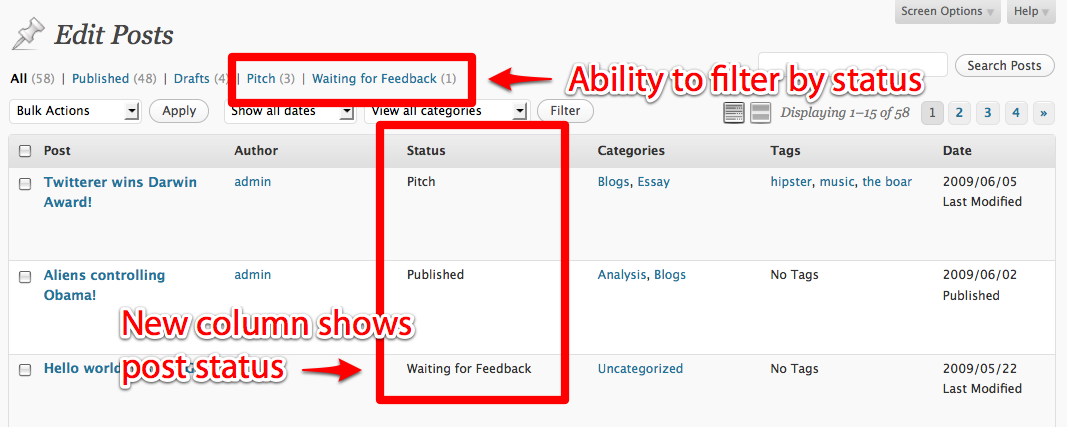 Screen Options Help
Edit Posts
All (58) | Published (48) | Drafts (4) | Pitch (3) | Waiting for Feedback (1)
Search Posts
Ability to filter by status
Bulk Actions Apply Show all dates View all categories Filter
Displaying 1–15 of 58 1 2 3 4 »
Post Author Status Categories Tags Date
Twitterer wins Darwin Award! admin Pitch Blogs, Essay hipster, music, the boar 2009/06/05
Last Modified
Aliens controlling Obama! admin Published Analysis, Blogs No Tags 2009/06/02
Published
New column shows
post status
Hello world Waiting for Feedback Uncategorized No Tags 2009/05/22
Last Modified